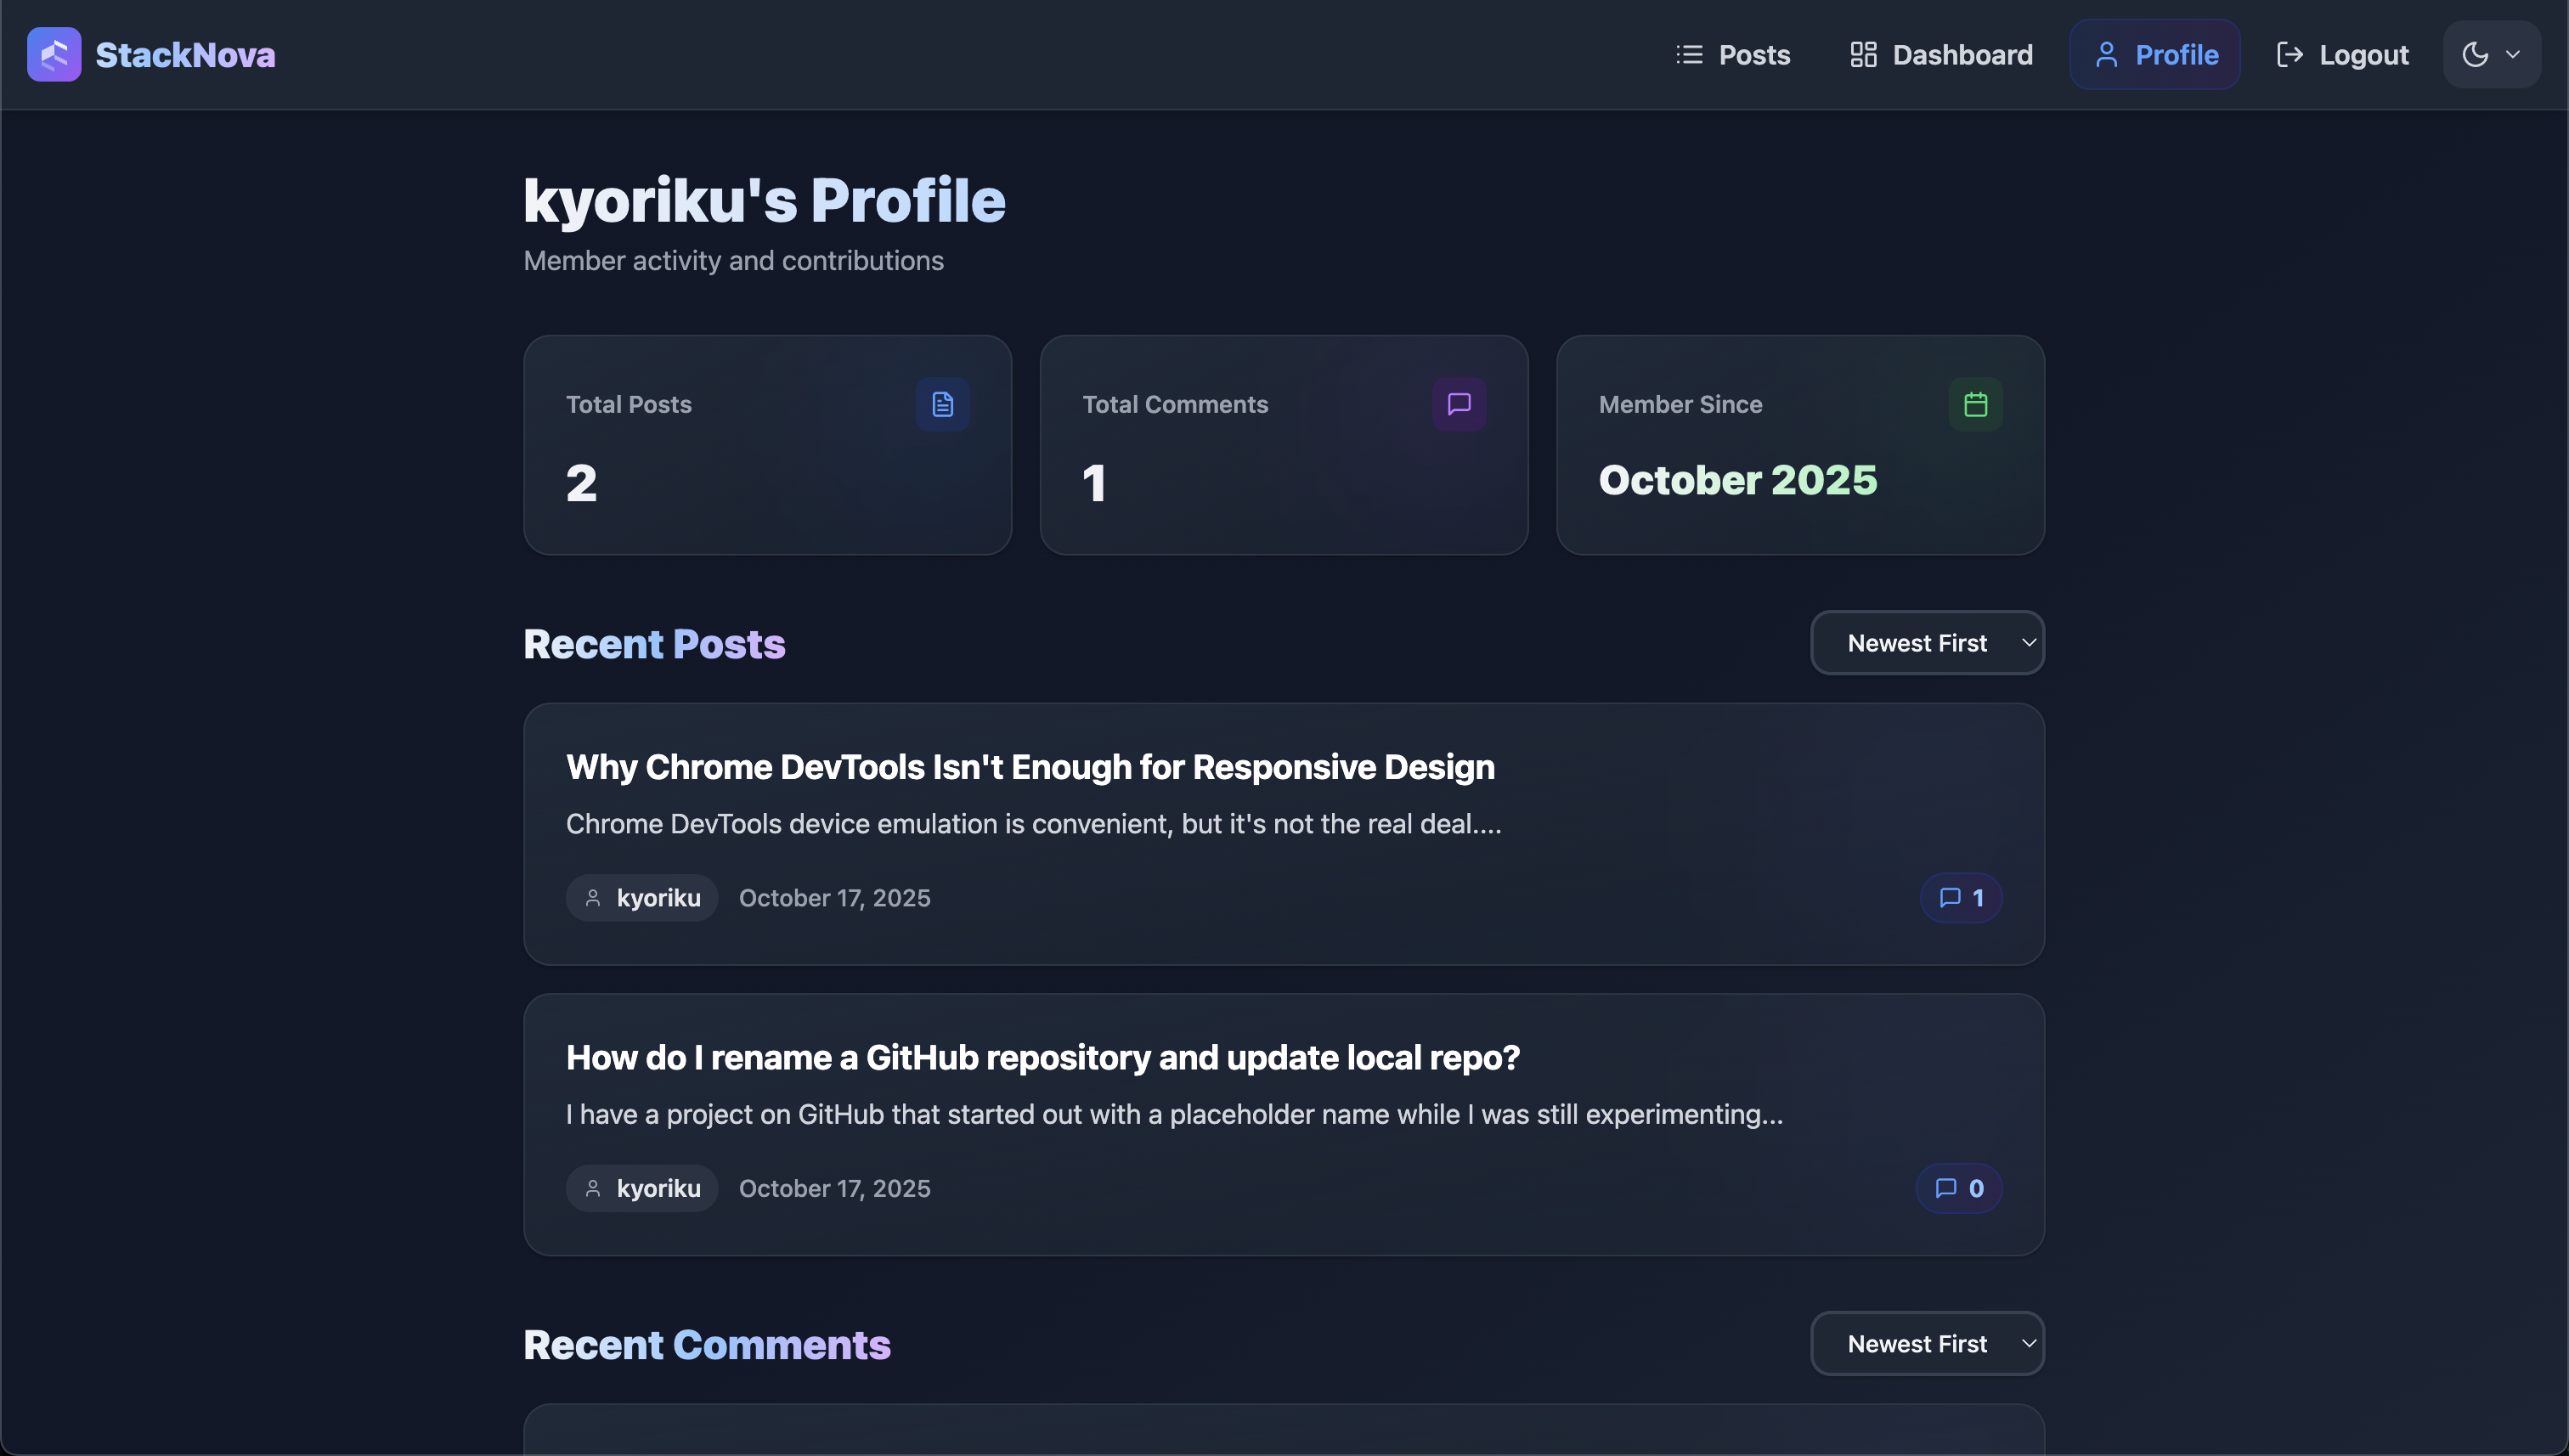 StackNova
Posts
Dashboard
Profile
Logout
kyoriku's Profile
Member activity and contributions
Total Posts
2
Total Comments
1
Member Since
October 2025
Recent Posts
Newest First
Why Chrome DevTools Isn't Enough for Responsive Design
Chrome DevTools device emulation is convenient, but it's not the real deal....
kyoriku
October 17, 2025
1
How do I rename a GitHub repository and update local repo?
I have a project on GitHub that started out with a placeholder name while I was still experimenting...
kyoriku
October 17, 2025
0
Recent Comments
Newest First